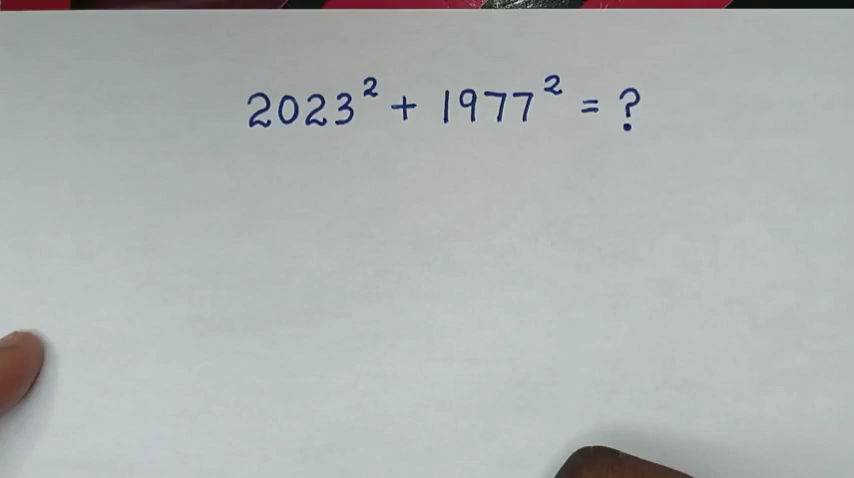 2023² + 1977² = ?